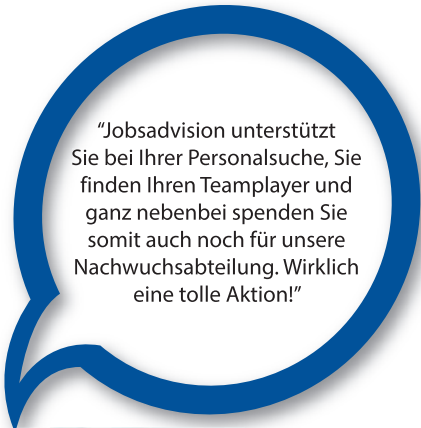 “Jobsadvision unterstützt
Sie bei Ihrer Personalsuche, Sie
finden Ihren Teamplayer und
ganz nebenbei spenden Sie
somit auch noch für unsere
Nachwuchsabteilung. Wirklich
eine tolle Aktion!”